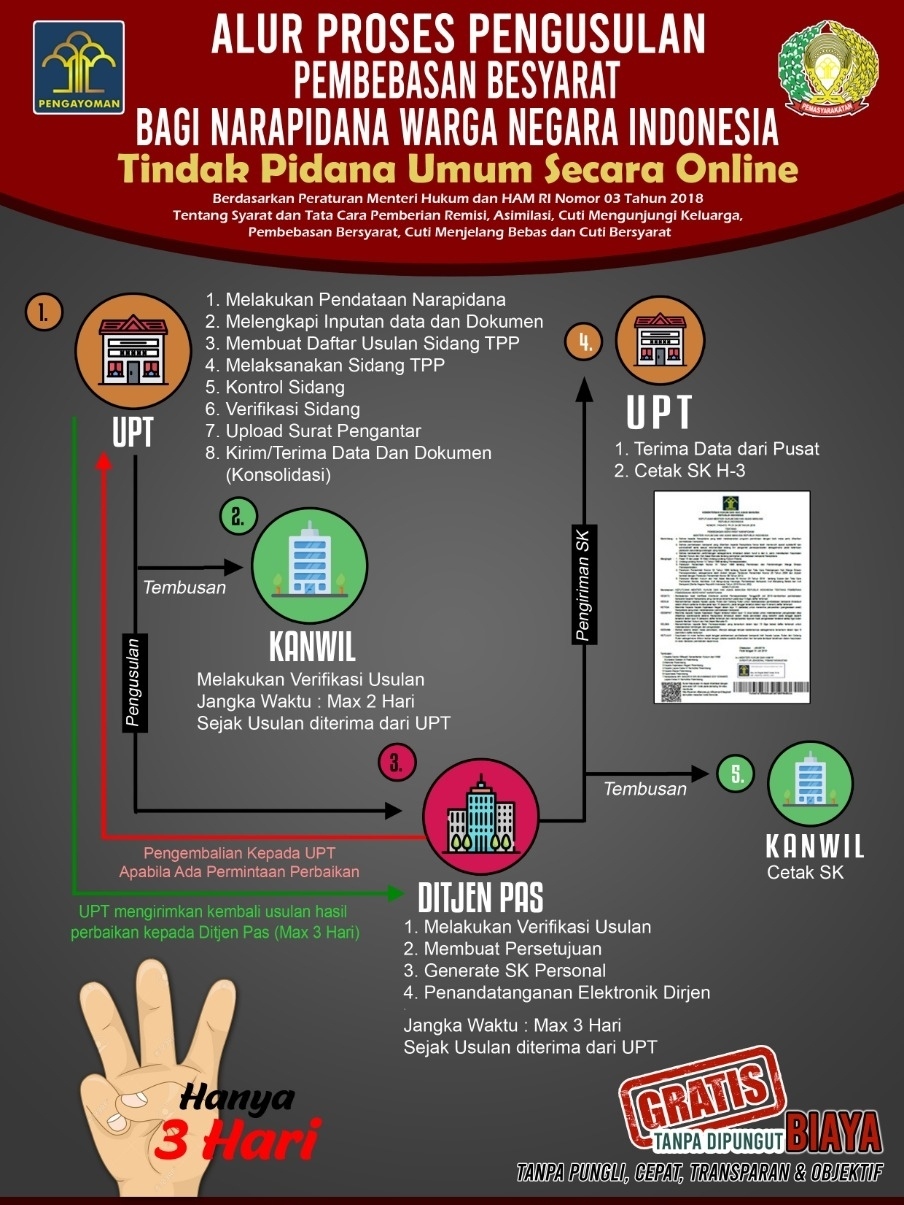 PENGAYOMAN
PEMASYARAKATAN
ALUR PROSES PENGUSULAN
PEMBEBASAN BESYARAT
BAGI NARAPIDANA WARGA NEGARA INDONESIA
Tindak Pidana Umum Secara Online
Berdasarkan Peraturan Menteri Hukum dan HAM RI Nomor 03 Tahun 2018
Tentang Syarat dan Tata Cara Pemberian Remisi, Asimilasi, Cuti Mengunjungi Keluarga,
Pembebasan Bersyarat, Cuti Menjelang Bebas dan Cuti Bersyarat
1.
UPT
1. Melakukan Pendataan Narapidana
2. Melengkapi Inputan data dan Dokumen
3. Membuat Daftar Usulan Sidang TPP
4. Melaksanakan Sidang TPP
5. Kontrol Sidang
6. Verifikasi Sidang
7. Upload Surat Pengantar
8. Kirim/Terima Data Dan Dokumen
(Konsolidasi)
Pengusulan
Tembusan
2.
KANWIL
Melakukan Verifikasi Usulan
Jangka Waktu : Max 2 Hari
Sejak Usulan diterima dari UPT
3.
DITJEN PAS
1. Melakukan Verifikasi Usulan
2. Membuat Persetujuan
3. Generate SK Personal
4. Penandatanganan Elektronik Dirjen
Jangka Waktu : Max 3 Hari
Sejak Usulan diterima dari UPT
Pengembalian Kepada UPT
Apabila Ada Permintaan Perbaikan
UPT mengirimkan kembali usulan hasil
perbaikan kepada Ditjen Pas (Max 3 Hari)
Pengiriman SK
4.
UPT
1. Terima Data dari Pusat
2. Cetak SK H-3
Tembusan
5.
KANWIL
Cetak SK
Hanya
3 Hari
GRATIS
TANPA DIPUNGUT BIAYA
TANPA PUNGLI, CEPAT, TRANSPARAN & OBJEKTIF